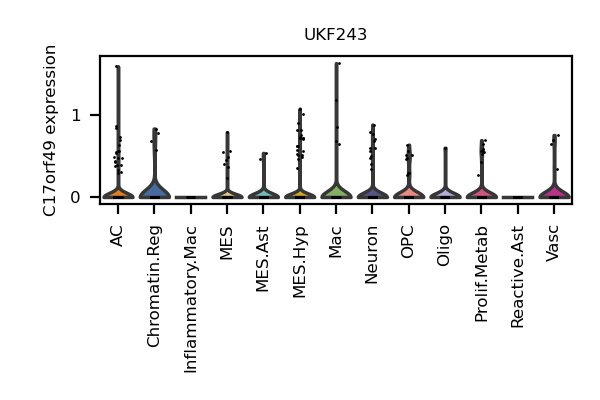 UKF243
C17orf49 expression
1
0
AC
Chromatin.Reg
Inflammatory.Mac
MES
MES.Ast
MES.Hyp
Mac
Neuron
OPC
Oligo
Prolif.Metab
Reactive.Ast
Vasc